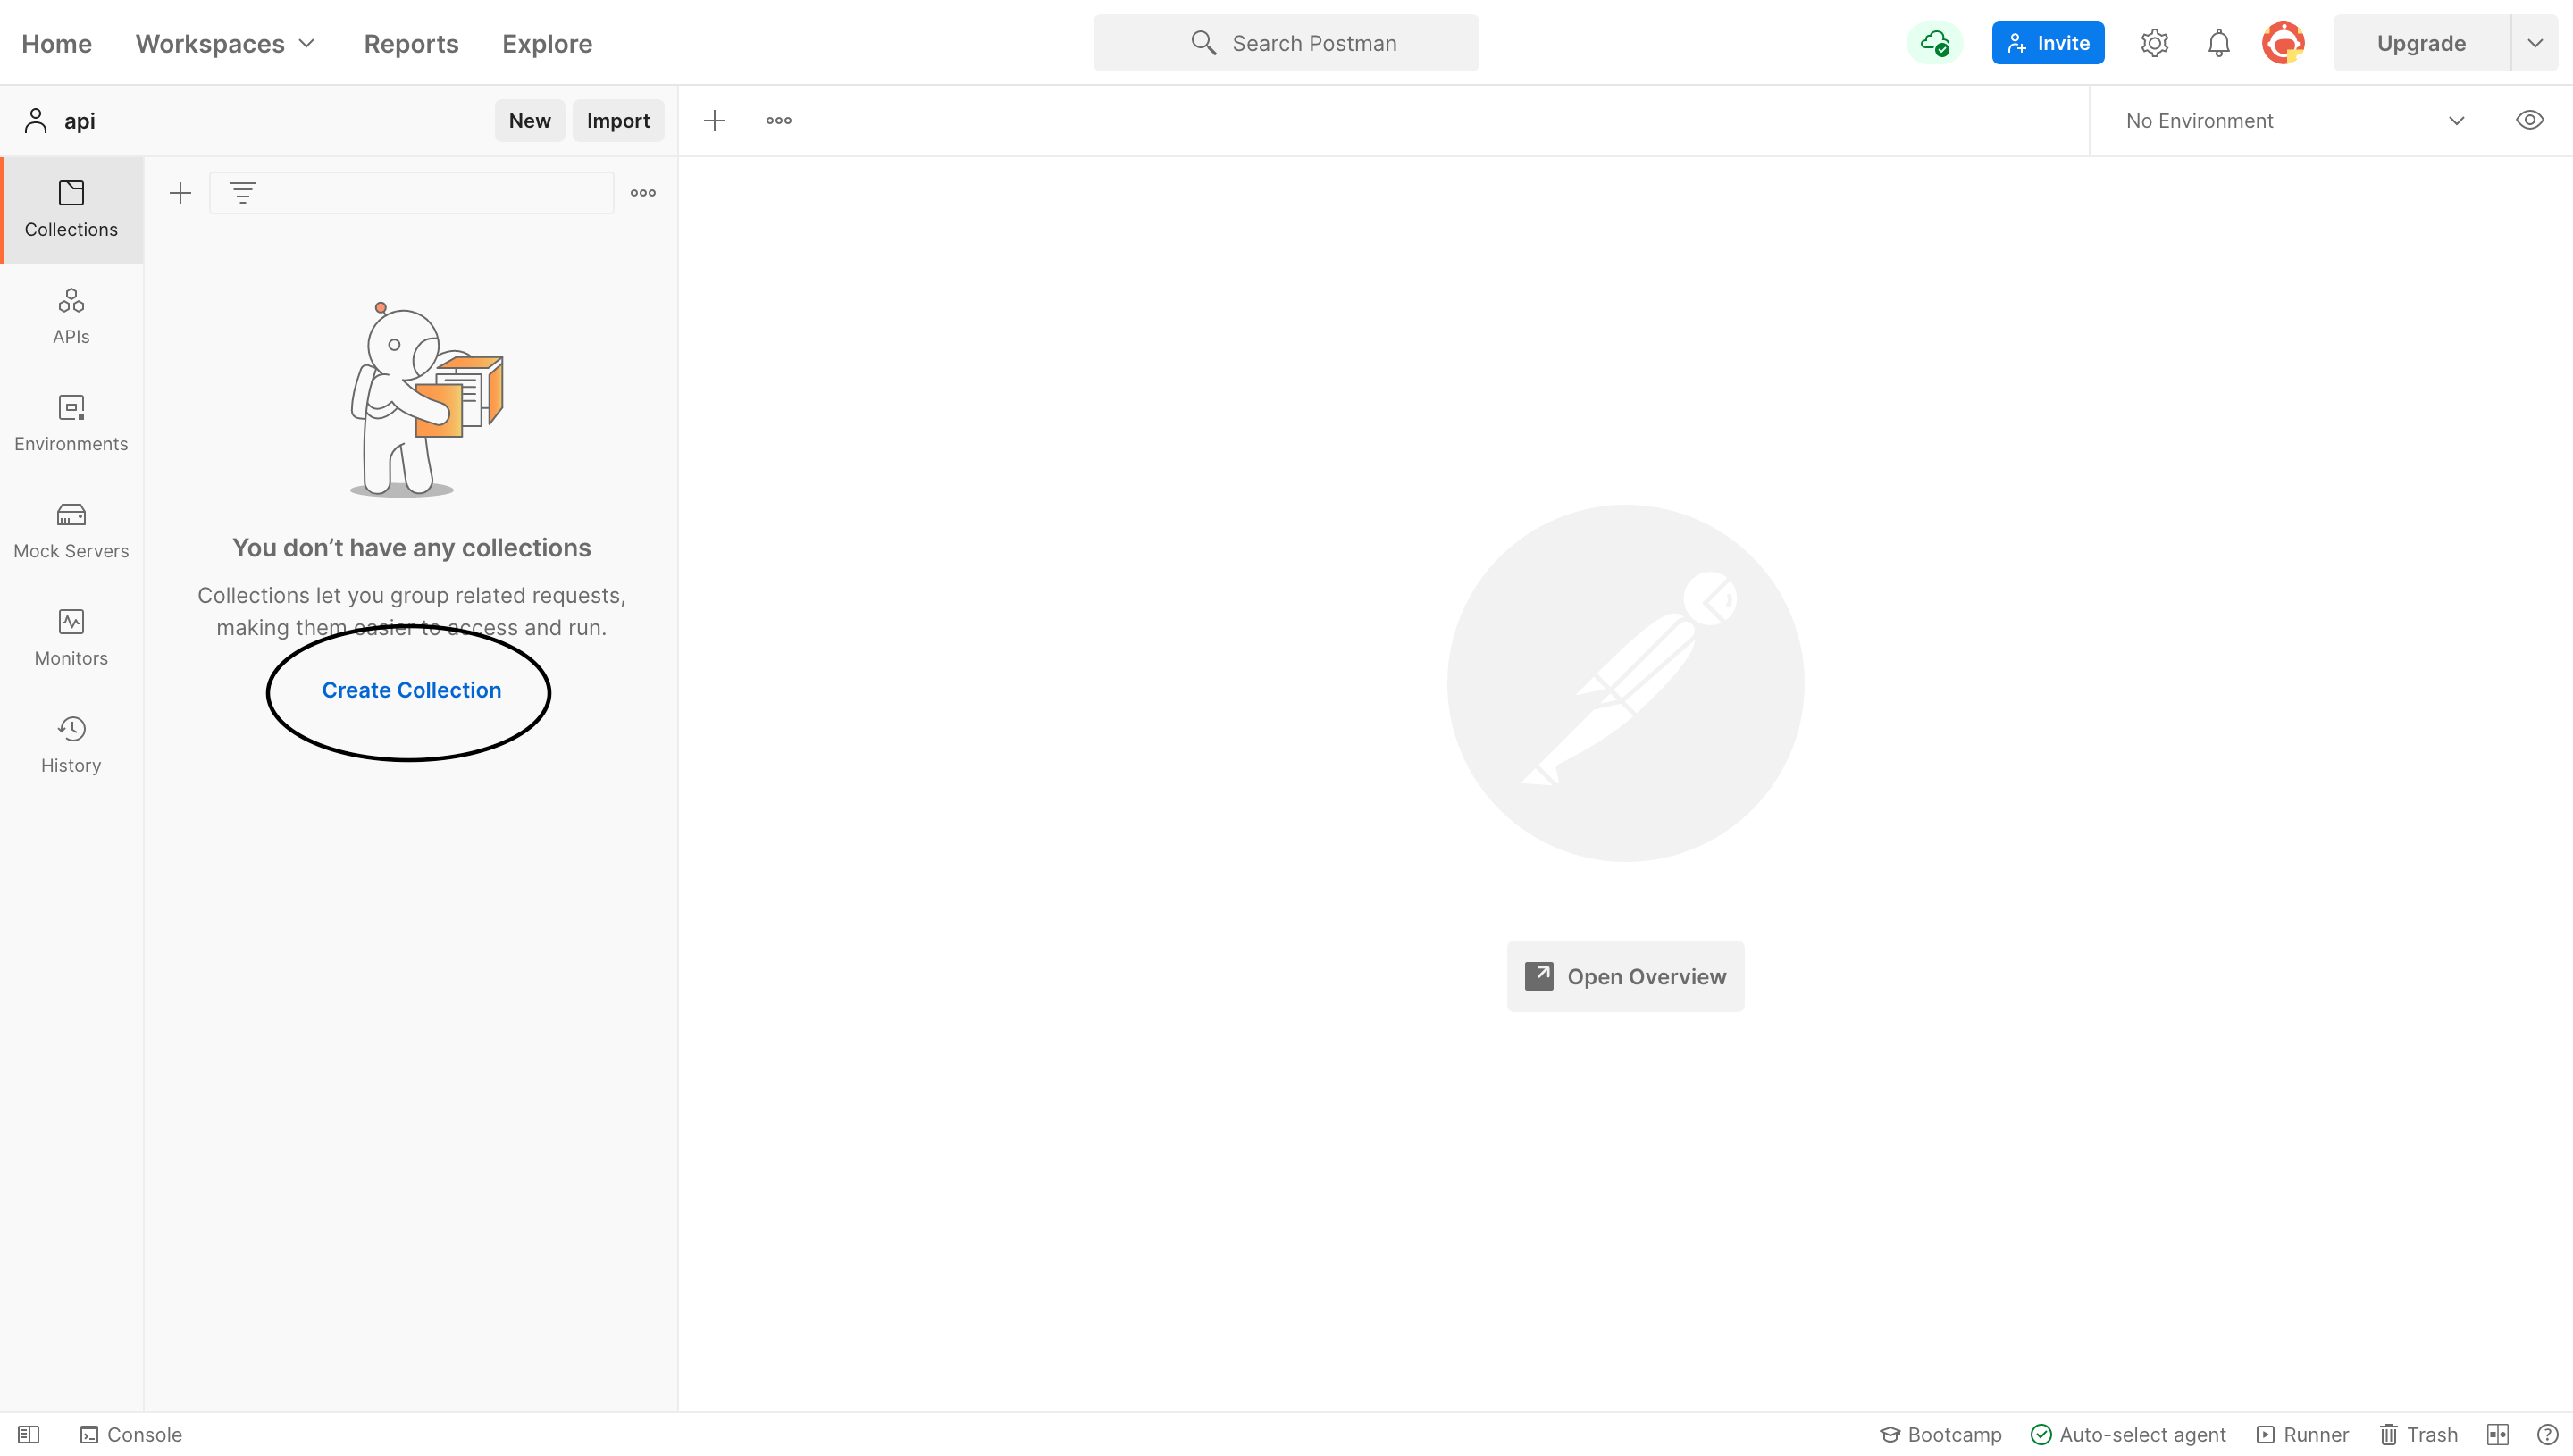 Home Workspaces Reports Explore Search Postman Invite Upgrade
api New Import No Environment
Collections
APIs
Environments
Mock Servers
Monitors
History
You don’t have any collections
Collections let you group related requests,
making them easier to access and run.
Create Collection
Open Overview
Console Bootcamp Auto-select agent Runner Trash